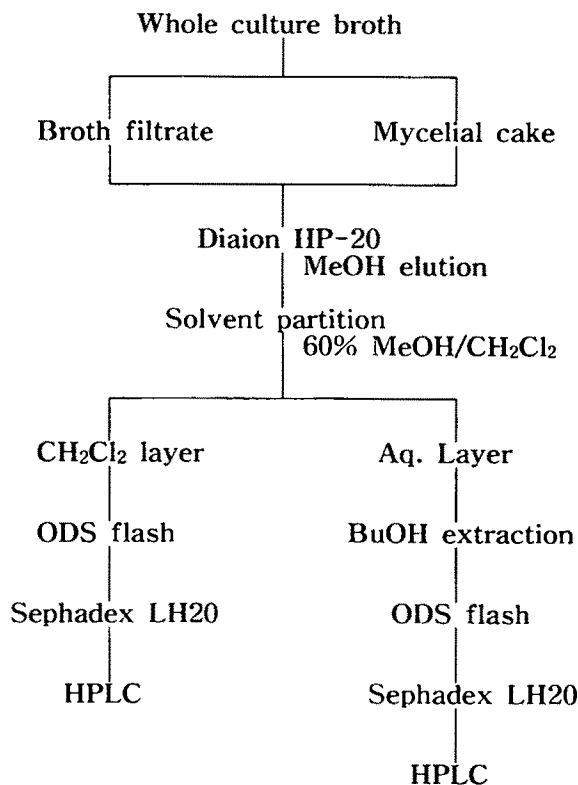 Whole culture broth
Broth filtrate
Mycelial cake
Diaion HP-20
MeOH elution
Solvent partition
60% MeOH/CH₂Cl₂
CH₂Cl₂ layer
Aq. Layer
ODS flash
BuOH extraction
Sephadex LH20
ODS flash
HPLC
Sephadex LH20
HPLC